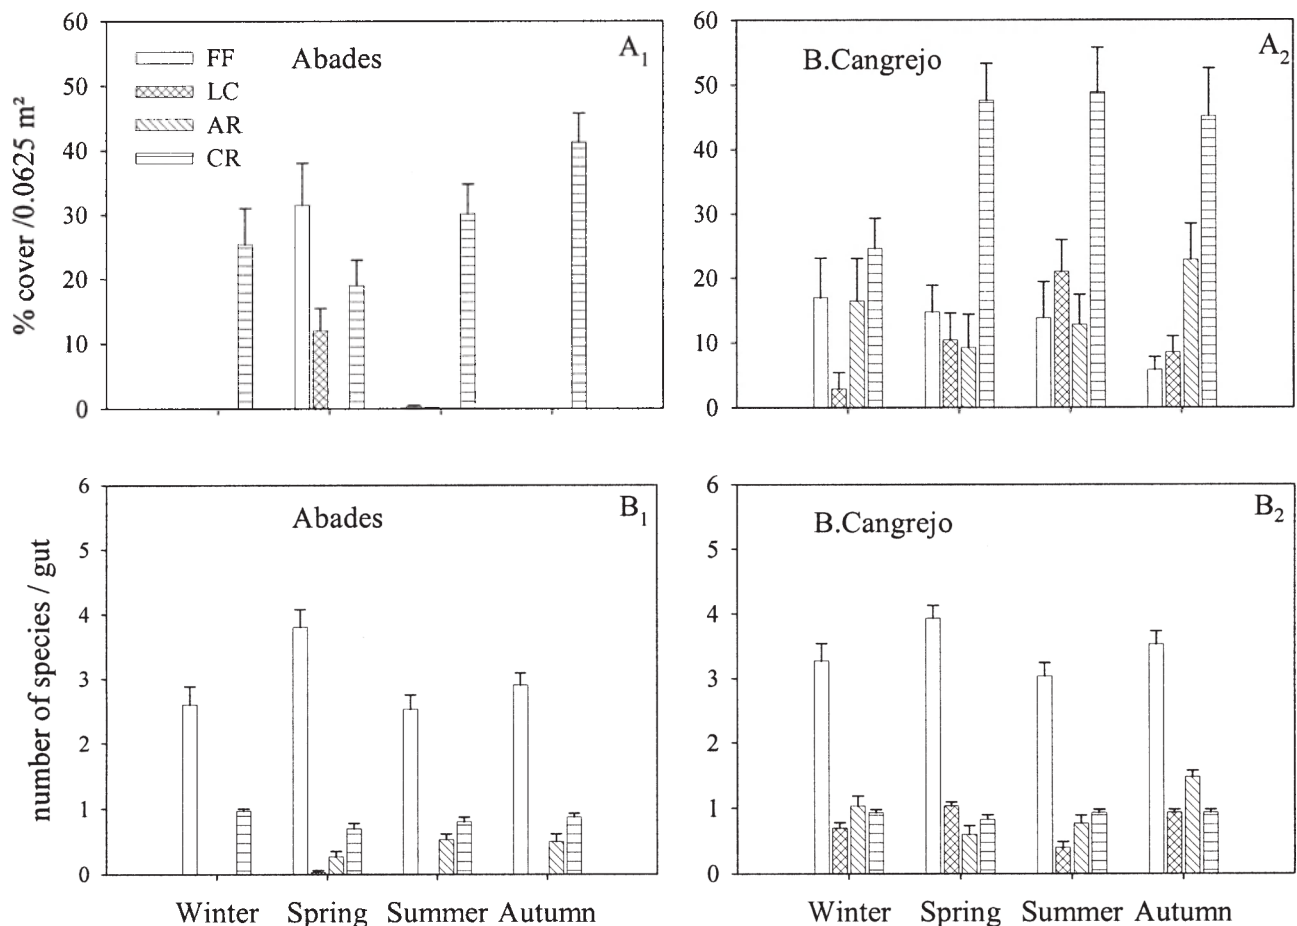 60
50
40
30
20
10
0
% cover /0.0625 m²
FF
LC
AR
CR
Abades
A1
60
50
40
30
20
10
0
B.Cangrejo
A2
6
5
4
3
2
1
0
number of species / gut
Abades
B1
Winter Spring Summer Autumn
6
5
4
3
2
1
0
B.Cangrejo
B2
Winter Spring Summer Autumn